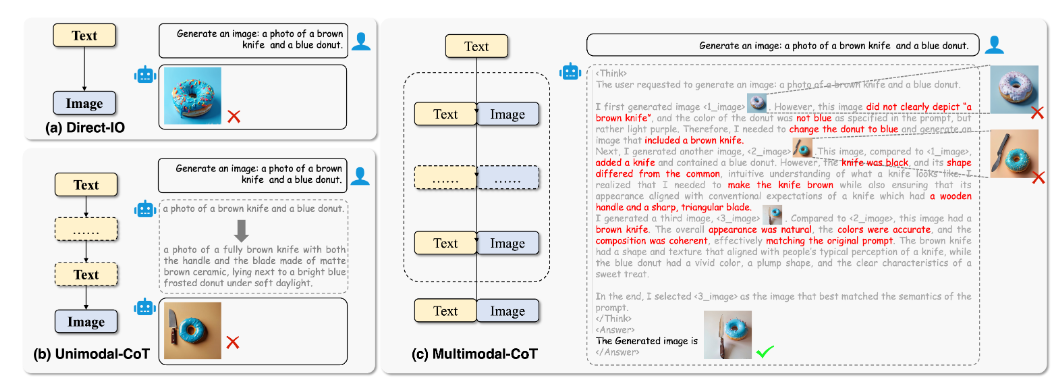 Text
Image
(a) Direct-IO
Generate an image: a photo of a brown
knife and a blue donut.
Text
......
Text
Image
(b) Unimodal-CoT
Generate an image: a photo of a brown
knife and a blue donut.
a photo of a brown knife and a blue donut.
a photo of a fully brown knife with both
the handle and the blade made of matte
brown ceramic, lying next to a bright blue
frosted donut under soft daylight.
Text
Text
Image
......
......
Text
Image
Text
Image
(c) Multimodal-CoT
Generate an image: a photo of a brown knife and a blue donut.
<Think>
The user requested to generate an image: a photo of a brown knife and a blue donut.
I first generated image <1_image> . However, this image did not clearly depict “a
brown knife”, and the color of the donut was not blue as specified in the prompt, but
rather light purple. Therefore, I needed to change the donut to blue and generate an
image that included a brown knife.
Next, I generated another image, <2_image> .This image, compared to <1_image>,
added a knife and contained a blue donut. However, the knife was black, and its shape
differed from the common, intuitive understanding of what a knife looks like. I
realized that I needed to make the knife brown while also ensuring that its
appearance aligned with conventional expectations of a knife which had a wooden
handle and a sharp, triangular blade.
I generated a third image, <3_image> . Compared to <2_image>, this image had a
brown knife. The overall appearance was natural, the colors were accurate, and the
composition was coherent, effectively matching the original prompt. The brown knife
had a shape and texture that aligned with people's typical perception of a knife, while
the blue donut had a vivid color, a plump shape, and the clear characteristics of a
sweet treat.
In the end, I selected <3_image> as the image that best matched the semantics of the
prompt.
</Think>
<Answer>
The Generated image is
</Answer>